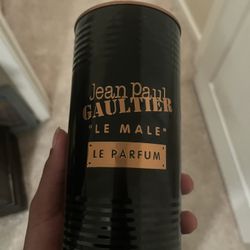 Jean Paul
GAULTIER
"LE MALE"
LE PARFUM